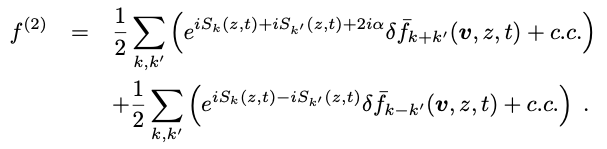 f^{(2)} = \frac{1}{2} \sum_{k,k'} \left( e^{iS_k(z,t)+iS_{k'}(z,t)+2i\alpha} \delta \bar{f}_{k+k'}(\boldsymbol{v}, z, t) + c.c. \right)
+ \frac{1}{2} \sum_{k,k'} \left( e^{iS_k(z,t)-iS_{k'}(z,t)} \delta \bar{f}_{k-k'}(\boldsymbol{v}, z, t) + c.c. \right) .